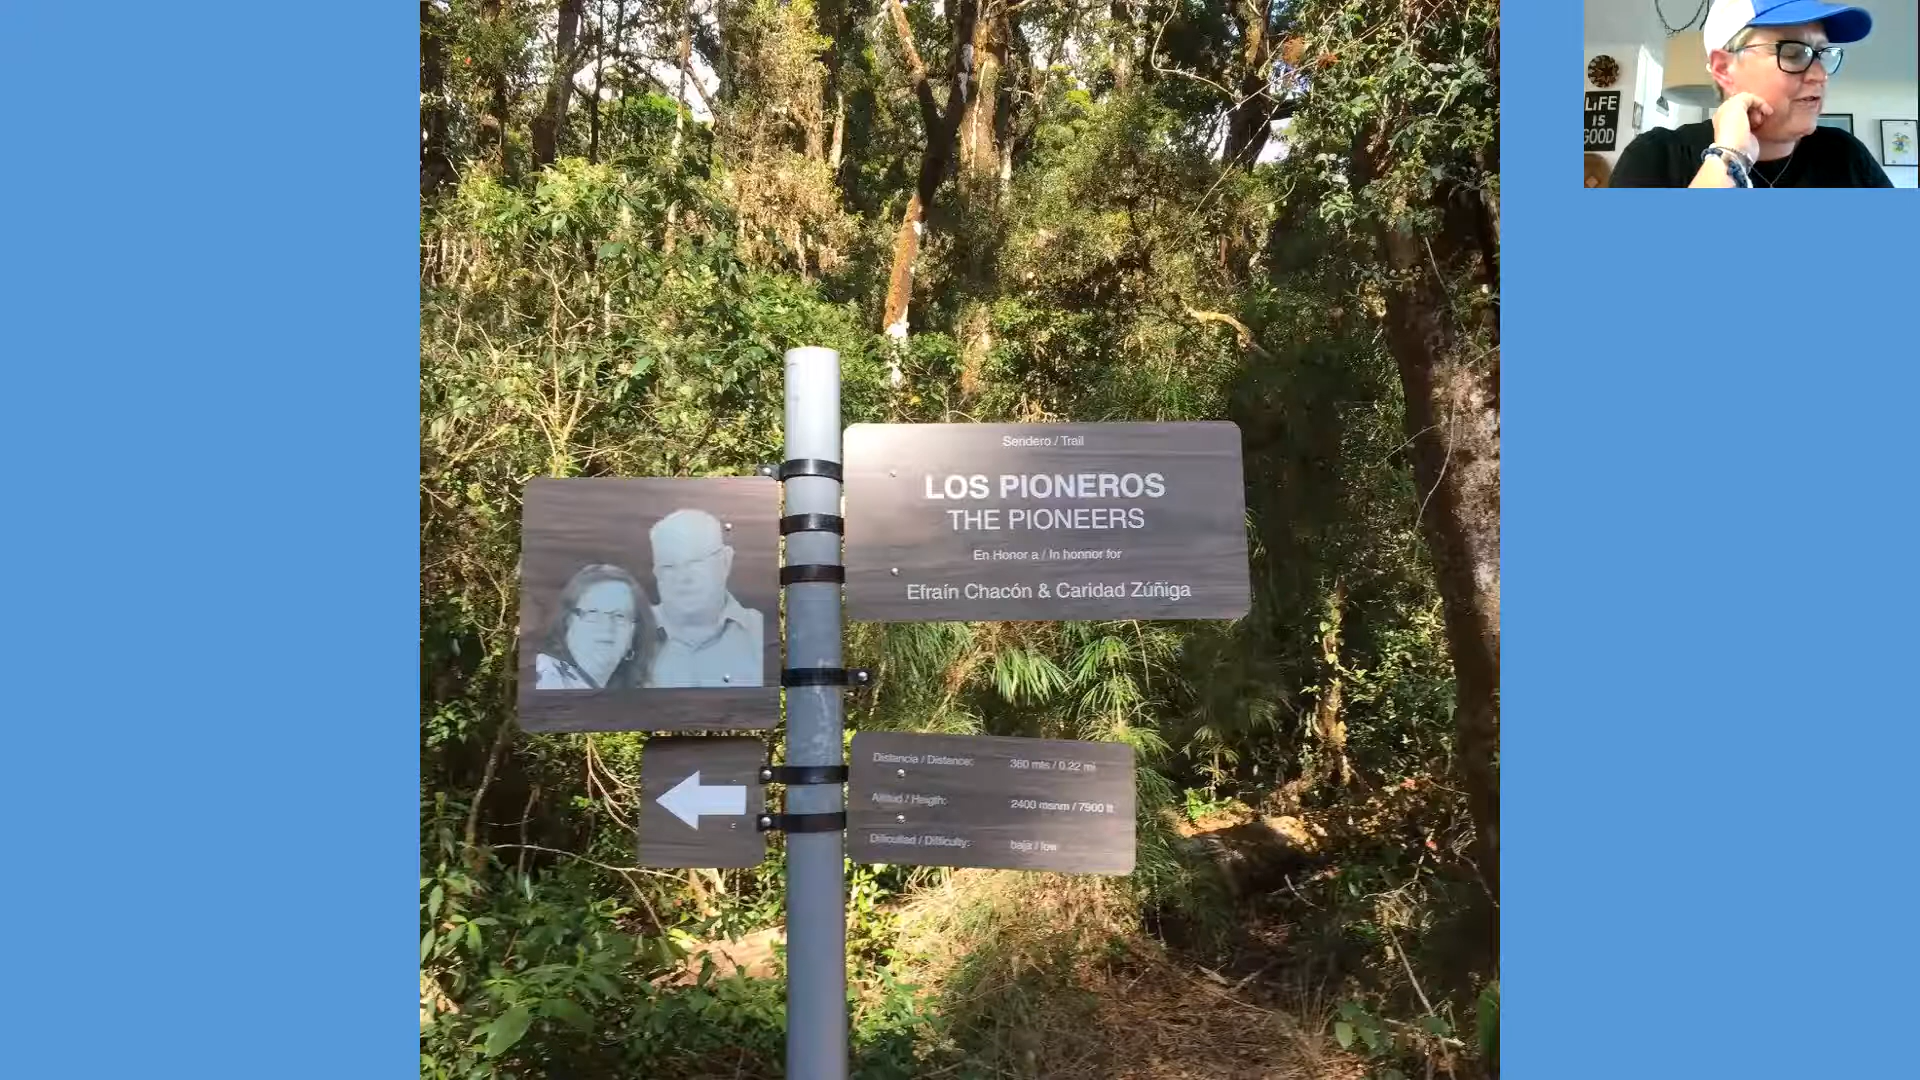 Sendero / Trail
LOS PIONEROS
THE PIONEERS
En Honor a / In honnor for
Efraín Chacón & Caridad Zúñiga
Distancia / Distance: 360 mts / 0.22 mi
Altitud / Heigth: 2400 msnm / 7900 ft
Dificultad / Difficulty: baja / low
LiFE
IS
GOOD